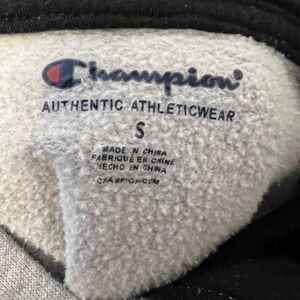 Champion
AUTHENTIC ATHLETICWEAR
S
MADE IN CHINA
FABRIQUÉ EN CHINE
HECHO EN CHINA
CHAMPION.COM